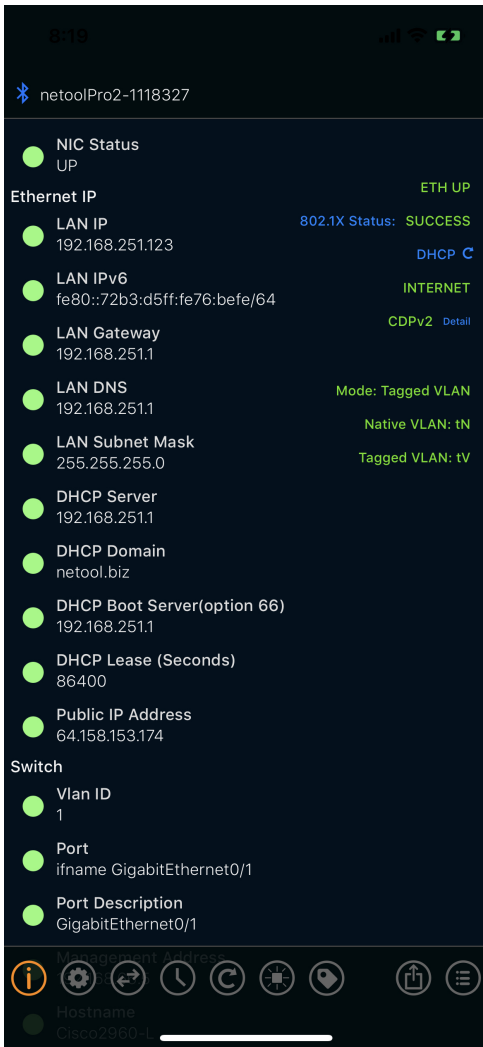 8:19
netoolPro2-1118327
NIC Status
UP
ETH UP
Ethernet IP
LAN IP
192.168.251.123
802.1X Status: SUCCESS
DHCP
LAN IPv6
fe80::72b3:d5ff:fe76:befe/64
INTERNET
CDPv2 Detail
LAN Gateway
192.168.251.1
LAN DNS
192.168.251.1
Mode: Tagged VLAN
Native VLAN: tN
LAN Subnet Mask
255.255.255.0
Tagged VLAN: tV
DHCP Server
192.168.251.1
DHCP Domain
netool.biz
DHCP Boot Server(option 66)
192.168.251.1
DHCP Lease (Seconds)
86400
Public IP Address
64.158.153.174
Switch
Vlan ID
1
Port
ifname GigabitEthernet0/1
Port Description
GigabitEthernet0/1
Management Address
Hostname
Cisco2960-L